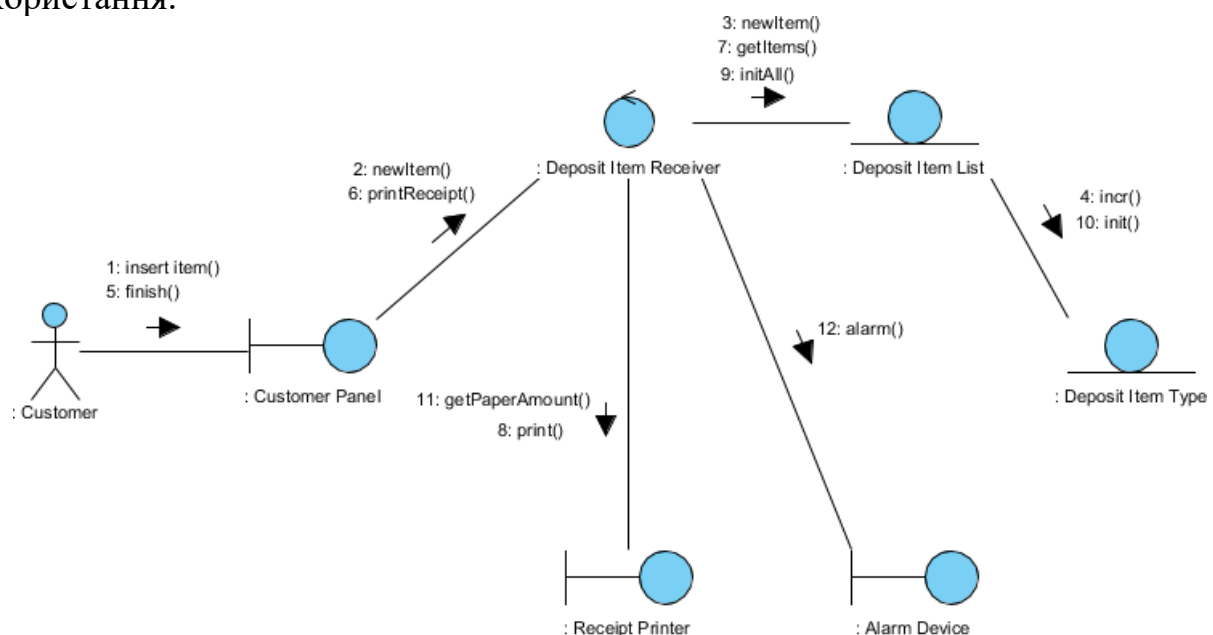 користання.
3: newItem()
7: getItems()
9: initAll()
: Deposit Item Receiver
: Deposit Item List
2: newItem()
6: printReceipt()
4: incr()
10: init()
1: insert item()
5: finish()
12: alarm()
: Customer
: Customer Panel
11: getPaperAmount()
8: print()
: Deposit Item Type
: Receipt Printer
: Alarm Device